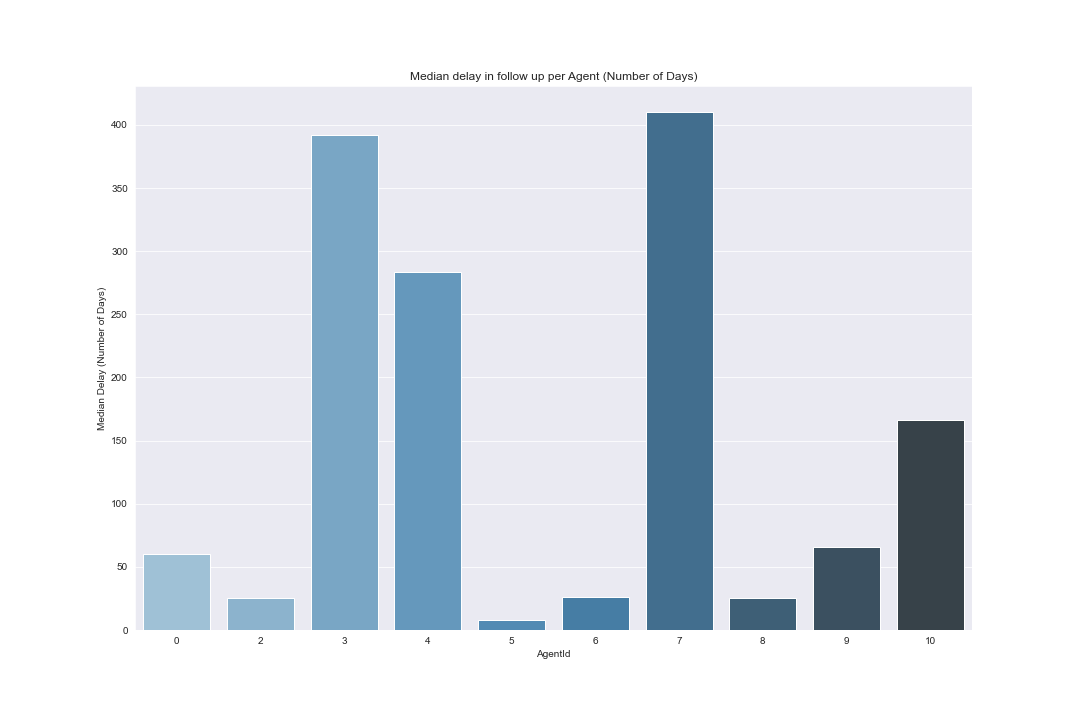 Median delay in follow up per Agent (Number of Days)
400
350
300
250
200
150
100
50
0
Median Delay (Number of Days)
0 2 3 4 5 6 7 8 9 10
AgentId